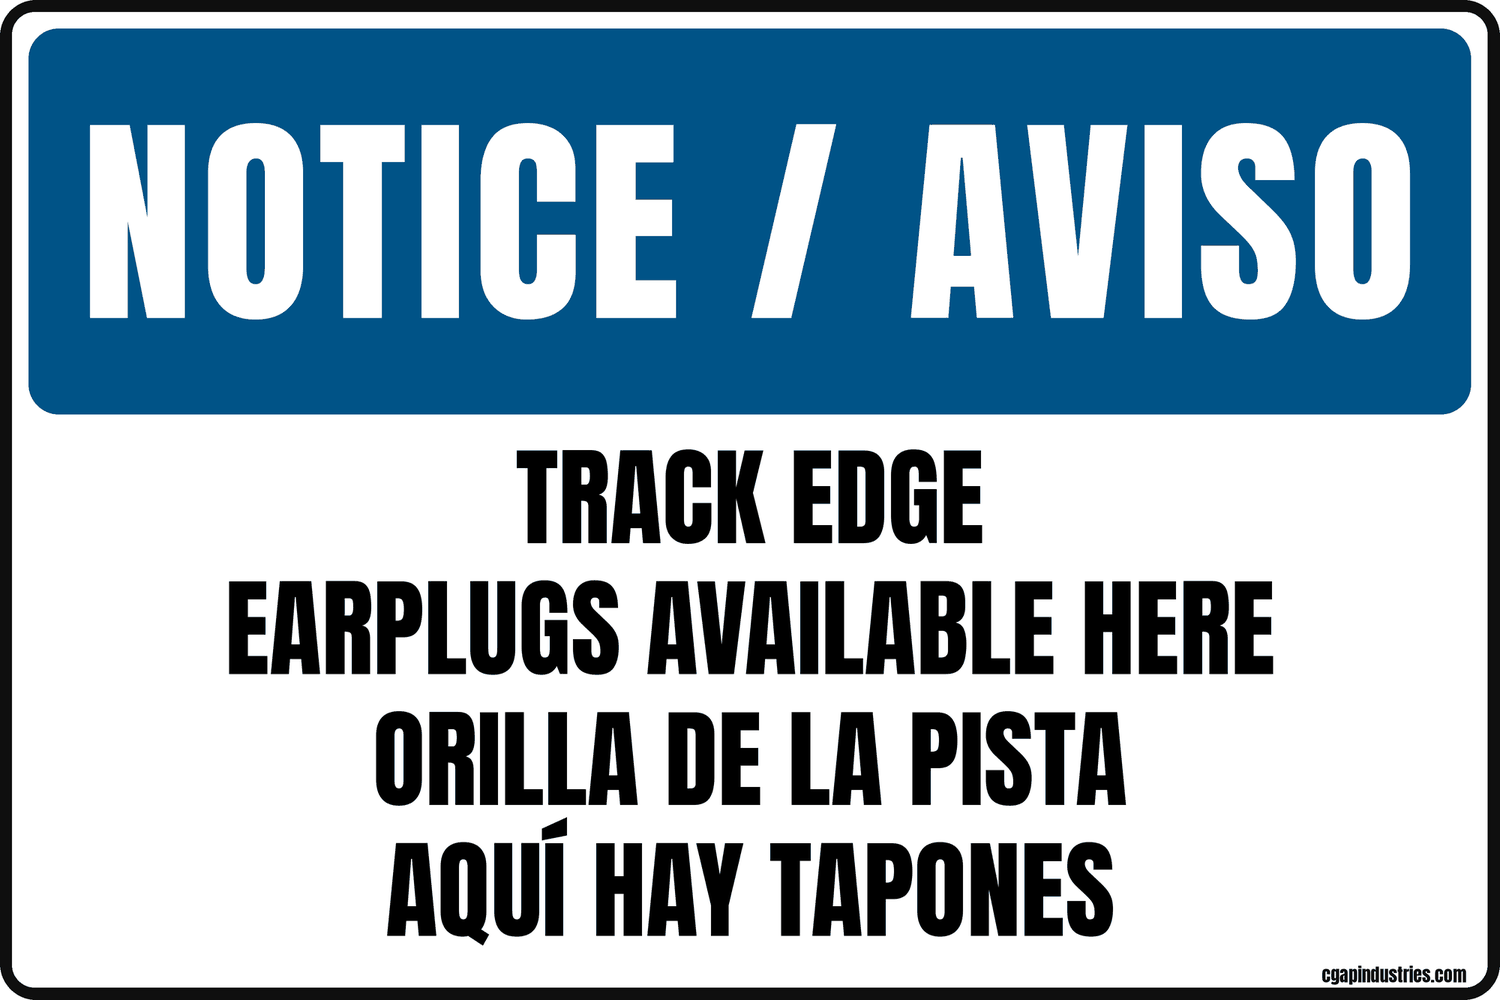 NOTICE / AVISO
TRACK EDGE
EARPLUGS AVAILABLE HERE
ORILLA DE LA PISTA
AQUÍ HAY TAPONES
cgapindustries.com